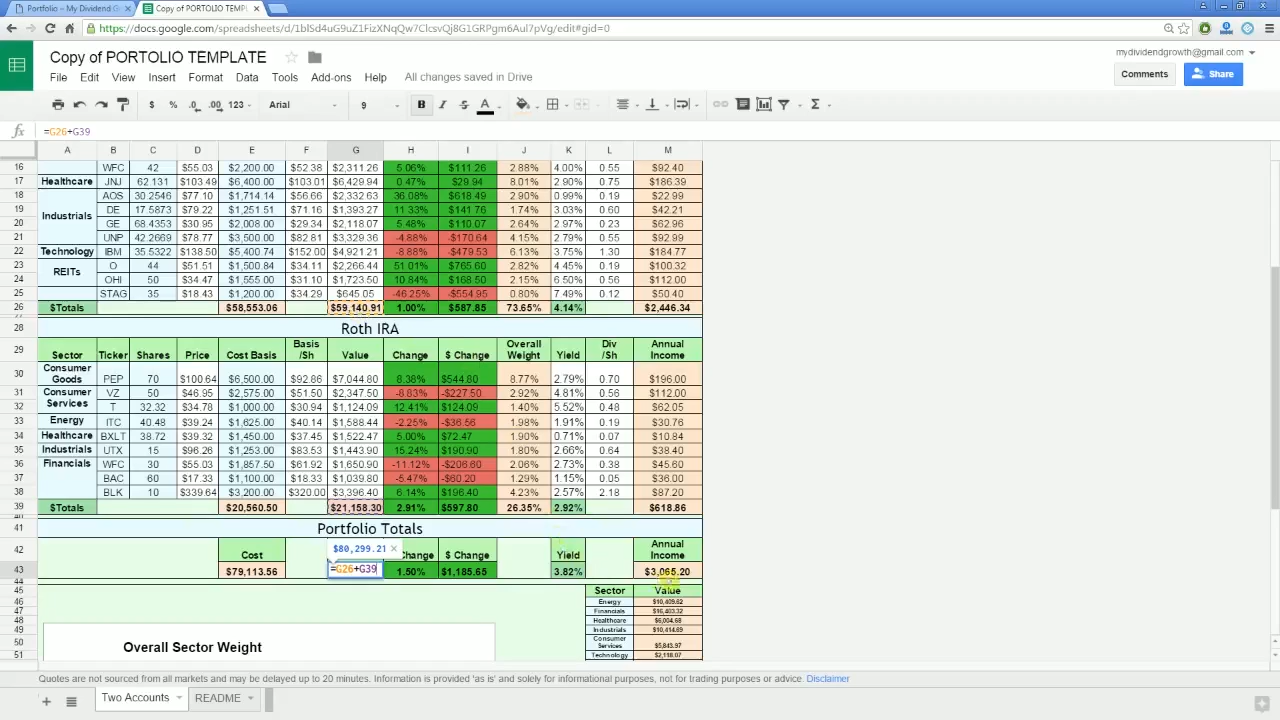 Portfolio – My Dividend G × Copy of PORTOLIO TEMPL ×
https://docs.google.com/spreadsheets/d/1blSd4uG9uZ1FizXNqQw7ClcsvQj8G1GRPgm6Aul7pVg/edit#gid=0
Copy of PORTOLIO TEMPLATE
mydividendgrowth@gmail.com
File Edit View Insert Format Data Tools Add-ons Help All changes saved in Drive
Comments Share
$ % .0 .00 123 Arial 9 B I S A Σ
fx =G26+G39
A B C D E F G H I J K L M
16 WFC 42 $55.03 $2,200.00 $52.38 $2,311.26 5.06% $111.26 2.88% 4.00% 0.55 $92.40
17 Healthcare JNJ 62.131 $103.49 $6,400.00 $103.01 $6,429.94 0.47% $29.94 8.01% 2.90% 0.75 $186.39
18 AOS 30.2546 $77.10 $1,714.14 $56.66 $2,332.63 36.08% $618.49 2.90% 0.99% 0.19 $22.99
19 Industrials DE 17.5873 $79.22 $1,251.51 $71.16 $1,393.27 11.33% $141.76 1.74% 3.03% 0.60 $42.21
20 GE 68.4353 $30.95 $2,008.00 $29.34 $2,118.07 5.48% $110.07 2.64% 2.97% 0.23 $62.96
21 UNP 42.2669 $78.77 $3,500.00 $82.81 $3,329.36 -4.88% -$170.64 4.15% 2.79% 0.55 $92.99
22 Technology IBM 35.5322 $138.50 $5,400.74 $152.00 $4,921.21 -8.88% -$479.53 6.13% 3.75% 1.30 $184.77
23 REITs O 44 $51.51 $1,500.84 $34.11 $2,266.44 51.01% $765.60 2.82% 4.45% 0.19 $100.32
24 OHI 50 $34.47 $1,555.00 $31.10 $1,723.50 10.84% $168.50 2.15% 6.50% 0.56 $112.00
25 STAG 35 $18.43 $1,200.00 $34.29 $645.05 -46.25% -$554.95 0.80% 7.49% 0.12 $50.40
26 $Totals $58,553.06 $59,140.91 1.00% $587.85 73.65% 4.14% $2,446.34
28 Roth IRA
29 Sector Ticker Shares Price Cost Basis Basis /Sh Value Change $ Change Overall Weight Yield Div /Sh Annual Income
30 Consumer Goods PEP 70 $100.64 $6,500.00 $92.86 $7,044.80 8.38% $544.80 8.77% 2.79% 0.70 $196.00
31 Consumer Services VZ 50 $46.95 $2,575.00 $51.50 $2,347.50 -8.83% -$227.50 2.92% 4.81% 0.56 $112.00
32 T 32.32 $34.78 $1,000.00 $30.94 $1,124.09 12.41% $124.09 1.40% 5.52% 0.48 $62.05
33 Energy ITC 40.48 $39.24 $1,625.00 $40.14 $1,588.44 -2.25% -$36.56 1.98% 1.91% 0.19 $30.76
34 Healthcare BXLT 38.72 $39.32 $1,450.00 $37.45 $1,522.47 5.00% $72.47 1.90% 0.71% 0.07 $10.84
35 Industrials UTX 15 $96.26 $1,253.00 $83.53 $1,443.90 15.24% $190.90 1.80% 2.66% 0.64 $38.40
36 Financials WFC 30 $55.03 $1,857.50 $61.92 $1,650.90 -11.12% -$206.60 2.06% 2.73% 0.38 $45.60
37 BAC 60 $17.33 $1,100.00 $18.33 $1,039.80 -5.47% -$60.20 1.29% 1.15% 0.05 $36.00
38 BLK 10 $339.64 $3,200.00 $320.00 $3,396.40 6.14% $196.40 4.23% 2.57% 2.18 $87.20
39 $Totals $20,560.50 $21,158.30 2.91% $597.80 26.35% 2.92% $618.86
41 Portfolio Totals
42 Cost $80,299.21 × Change $ Change Yield Annual Income
43 $79,113.56 =G26+G39 1.50% $1,185.65 3.82% $3,065.20
44
45 Sector Value
46 Energy $10,409.62
47 Financials $16,403.32
48 Healthcare $6,004.68
49 Industrials $10,414.69
50 Consumer Services $5,843.97
51 Technology $2,118.07
Overall Sector Weight
Quotes are not sourced from all markets and may be delayed up to 20 minutes. Information is provided 'as is' and solely for informational purposes, not for trading purposes or advice. Disclaimer
+ Two Accounts README